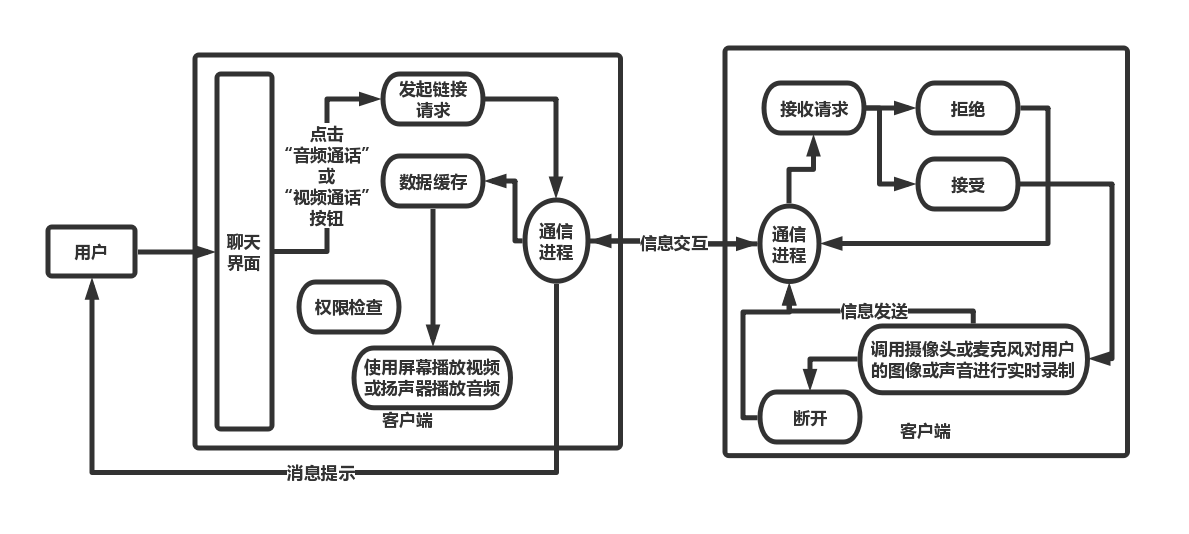 用户
聊天
界面
点击
“音频通话”
或
“视频通话”
按钮
发起链接
请求
数据缓存
通信
进程
权限检查
使用屏幕播放视频
或扬声器播放音频
客户端
消息提示
信息交互
接收请求
拒绝
接受
通信
进程
信息发送
调用摄像头或麦克风对用户
的图像或声音进行实时录制
断开
客户端